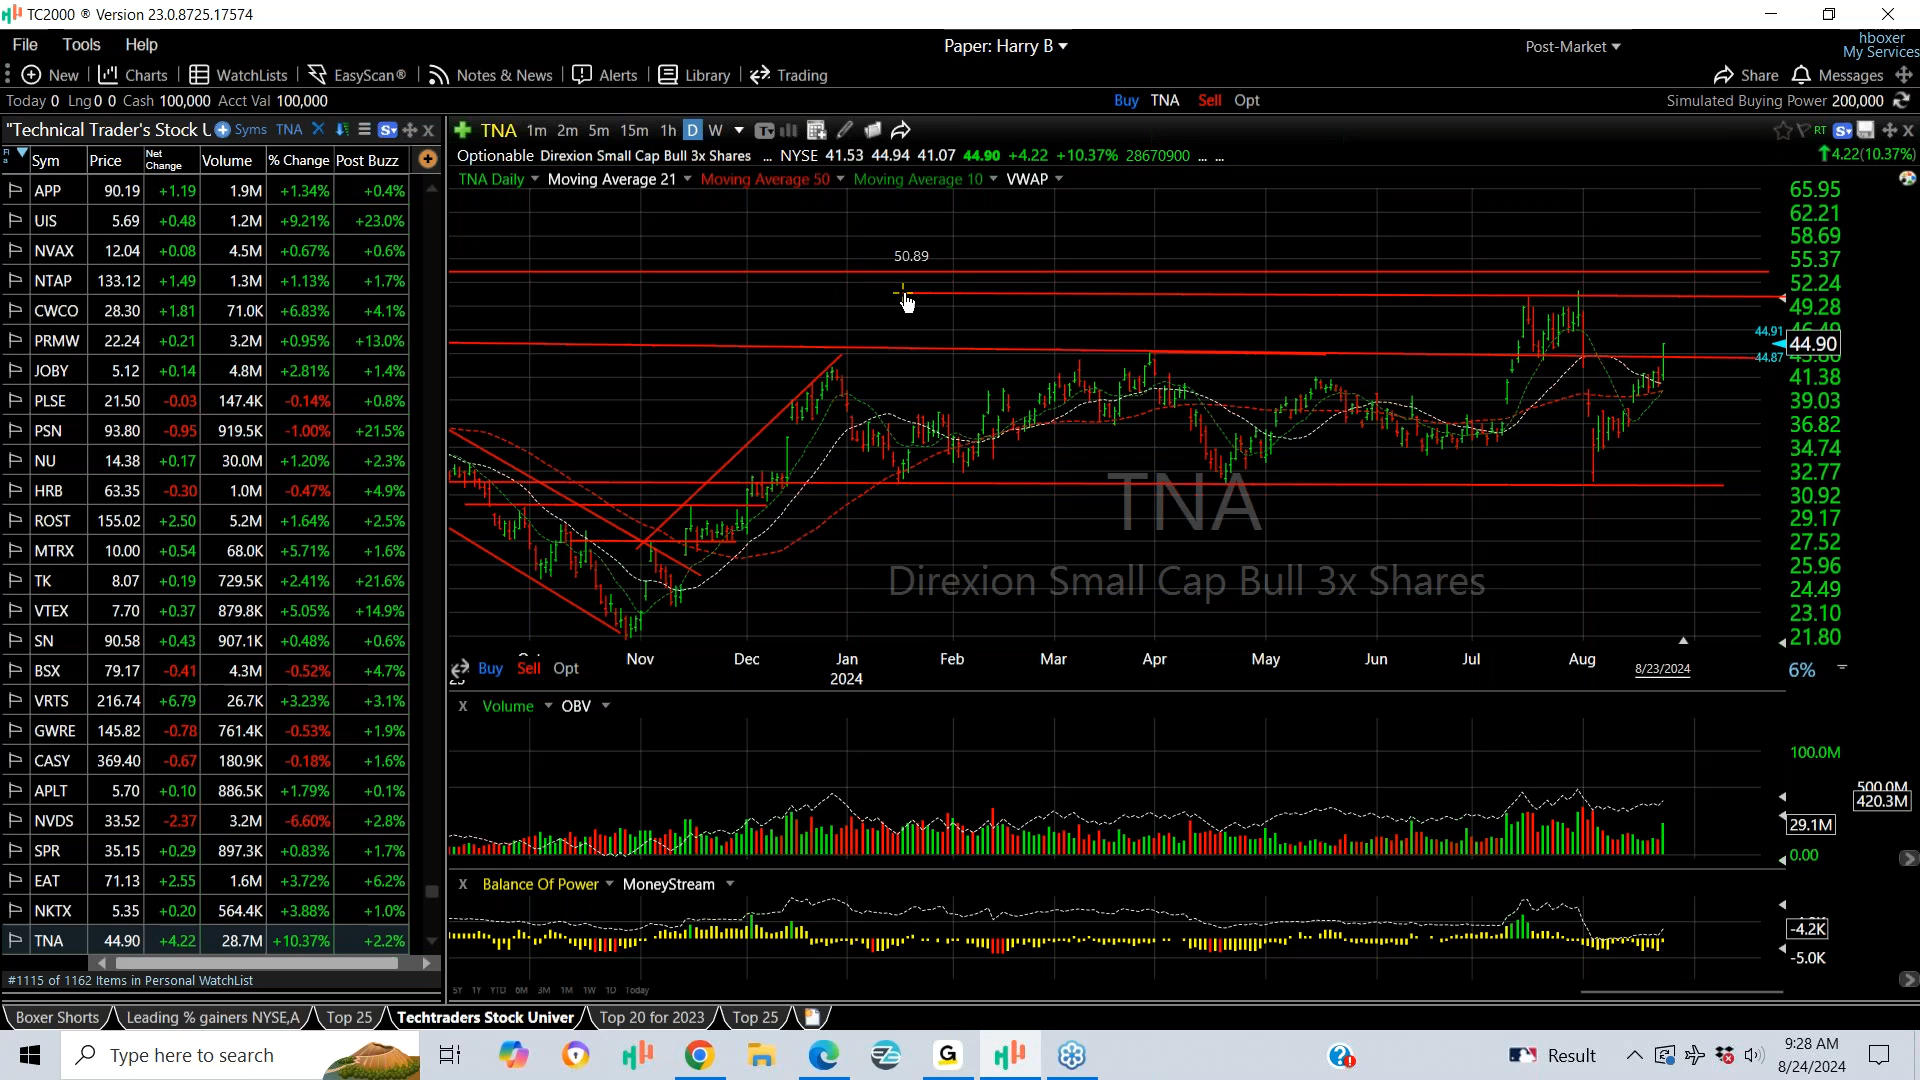 TC2000 ® Version 23.0.8725.17574
File Tools Help
Paper: Harry B
Post-Market
hboxer
My Services
New Charts WatchLists EasyScan® Notes & News Alerts Library Trading
Share Messages
Today 0 Lng 0 0 Cash 100,000 Acct Val 100,000
Buy TNA Sell Opt
Simulated Buying Power 200,000
"Technical Trader's Stock U Syms TNA
TNA 1m 2m 5m 15m 1h D W
RT
Optionable Direxion Small Cap Bull 3x Shares ... NYSE 41.53 44.94 41.07 44.90 +4.22 +10.37% 28670900 ... ...
4.22(10.37%)
TNA Daily Moving Average 21 Moving Average 50 Moving Average 10 VWAP
Sym Price Net Change Volume % Change Post Buzz
APP 90.19 +1.19 1.9M +1.34% +0.4%
UIS 5.69 +0.48 1.2M +9.21% +23.0%
NVAX 12.04 +0.08 4.5M +0.67% +0.6%
NTAP 133.12 +1.49 1.3M +1.13% +1.7%
CWCO 28.30 +1.81 71.0K +6.83% +4.1%
PRMW 22.24 +0.21 3.2M +0.95% +13.0%
JOBY 5.12 +0.14 4.8M +2.81% +1.4%
PLSE 21.50 -0.03 147.4K -0.14% +0.8%
PSN 93.80 -0.95 919.5K -1.00% +21.5%
NU 14.38 +0.17 30.0M +1.20% +2.3%
HRB 63.35 -0.30 1.0M -0.47% +4.9%
ROST 155.02 +2.50 5.2M +1.64% +2.5%
MTRX 10.00 +0.54 68.0K +5.71% +1.6%
TK 8.07 +0.19 729.5K +2.41% +21.6%
VTEX 7.70 +0.37 879.8K +5.05% +14.9%
SN 90.58 +0.43 907.1K +0.48% +0.6%
BSX 79.17 -0.41 4.3M -0.52% +4.7%
VRTS 216.74 +6.79 26.7K +3.23% +3.1%
GWRE 145.82 -0.78 761.4K -0.53% +1.9%
CASY 369.40 -0.67 180.9K -0.18% +1.6%
APLT 5.70 +0.10 886.5K +1.79% +0.1%
NVDS 33.52 -2.37 3.2M -6.60% +2.8%
SPR 35.15 +0.29 897.3K +0.83% +1.7%
EAT 71.13 +2.55 1.6M +3.72% +6.2%
NKTX 5.35 +0.20 564.4K +3.88% +1.0%
TNA 44.90 +4.22 28.7M +10.37% +2.2%
#1115 of 1162 Items in Personal WatchList
50.89
TNA
Direxion Small Cap Bull 3x Shares
65.95
62.21
58.69
55.37
52.24
49.28
44.91
44.90
44.87
41.38
39.03
36.82
34.74
32.77
30.92
29.17
27.52
25.96
24.49
23.10
21.80
Nov Dec Jan Feb Mar Apr May Jun Jul Aug
2024
8/23/2024
6%
Buy Sell Opt
X Volume OBV
100.0M
500.0M
420.3M
29.1M
0.00
X Balance Of Power MoneyStream
-4.2K
-5.0K
5Y 1Y YTD 6M 3M 1M 1W 1D Today
Boxer Shorts Leading % gainers NYSE,A Top 25 Techtraders Stock Univer Top 20 for 2023 Top 25
Type here to search
Result
9:28 AM
8/24/2024